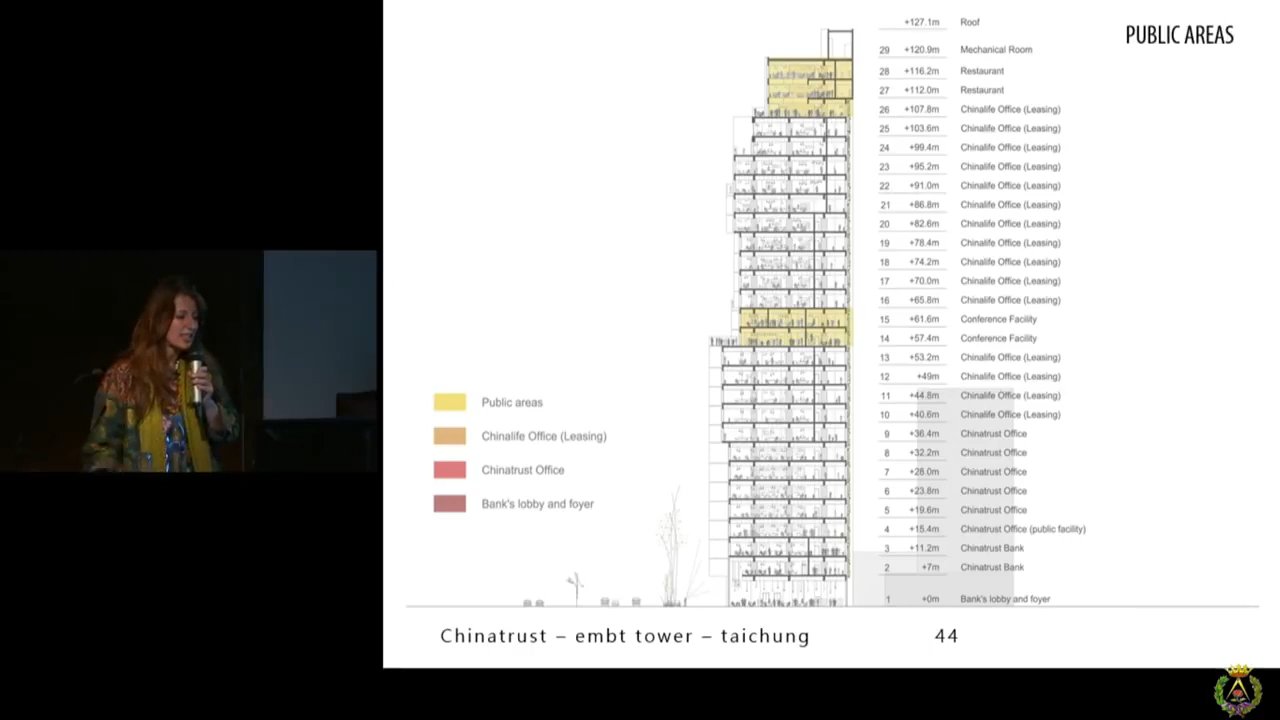 PUBLIC AREAS
+127.1m Roof
29 +120.9m Mechanical Room
28 +116.2m Restaurant
27 +112.0m Restaurant
26 +107.8m Chinalife Office (Leasing)
25 +103.6m Chinalife Office (Leasing)
24 +99.4m Chinalife Office (Leasing)
23 +95.2m Chinalife Office (Leasing)
22 +91.0m Chinalife Office (Leasing)
21 +86.8m Chinalife Office (Leasing)
20 +82.6m Chinalife Office (Leasing)
19 +78.4m Chinalife Office (Leasing)
18 +74.2m Chinalife Office (Leasing)
17 +70.0m Chinalife Office (Leasing)
16 +65.8m Chinalife Office (Leasing)
15 +61.6m Conference Facility
14 +57.4m Conference Facility
13 +53.2m Chinalife Office (Leasing)
12 +49m Chinalife Office (Leasing)
11 +44.8m Chinalife Office (Leasing)
10 +40.6m Chinalife Office (Leasing)
9 +36.4m Chinatrust Office
8 +32.2m Chinatrust Office
7 +28.0m Chinatrust Office
6 +23.8m Chinatrust Office
5 +19.6m Chinatrust Office
4 +15.4m Chinatrust Office (public facility)
3 +11.2m Chinatrust Bank
2 +7m Chinatrust Bank
1 +0m Bank's lobby and foyer
Public areas
Chinalife Office (Leasing)
Chinatrust Office
Bank's lobby and foyer
Chinatrust – embt tower – taichung 44